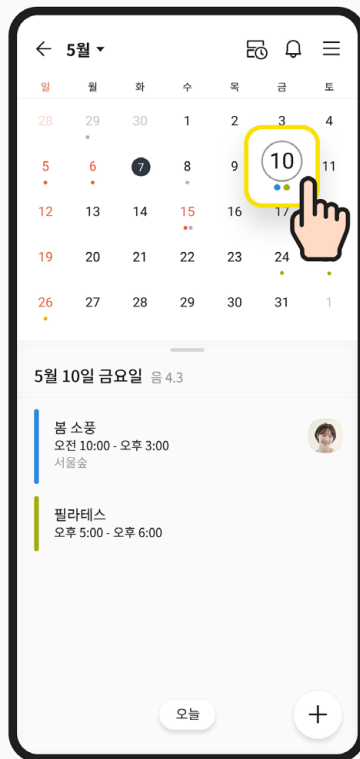 5월
일 월 화 수 목 금 토
28 29 30 1 2 3 4
5 6 7 8 9 10 11
12 13 14 15 16 17
19 20 21 22 23 24
26 27 28 29 30 31 1
5월 10일 금요일 음 4.3
봄 소풍
오전 10:00 - 오후 3:00
서울숲
필라테스
오후 5:00 - 오후 6:00
오늘